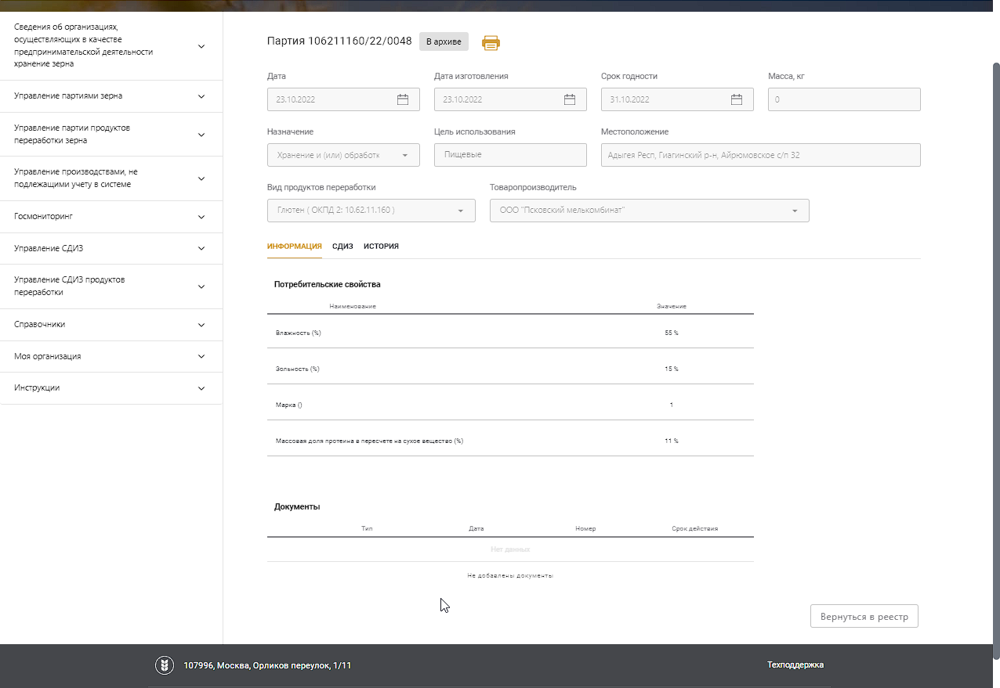 Сведения об организациях,
осуществляющих в качестве
предпринимательской деятельности
хранение зерна
Управление партиями зерна
Управление партии продуктов
переработки зерна
Управление производствами, не
подлежащими учету в системе
Госмониторинг
Управление СДИЗ
Управление СДИЗ продуктов
переработки
Справочники
Моя организация
Инструкции
Партия 106211160/22/0048 В архиве
Дата Дата изготовления Срок годности Масса, кг
23.10.2022 23.10.2022 31.10.2022 0
Назначение Цель использования Местоположение
Хранение и (или) обработк Пищевые Адыгея Респ, Гиагинский р-н, Айрюмовское с/п 32
Вид продуктов переработки Товаропроизводитель
Глютен ( ОКПД 2: 10.62.11.160 ) ООО "Псковский мелькомбинат"
ИНФОРМАЦИЯ СДИЗ ИСТОРИЯ
Потребительские свойства
Наименование Значение
Влажность (%) 55 %
Зольность (%) 15 %
Марка () 1
Массовая доля протеина в пересчете на сухое вещество (%) 11 %
Документы
Тип Дата Номер Срок действия
Нет данных
Не добавлены документы
Вернуться в реестр
107996, Москва, Орликов переулок, 1/11 Техподдержка